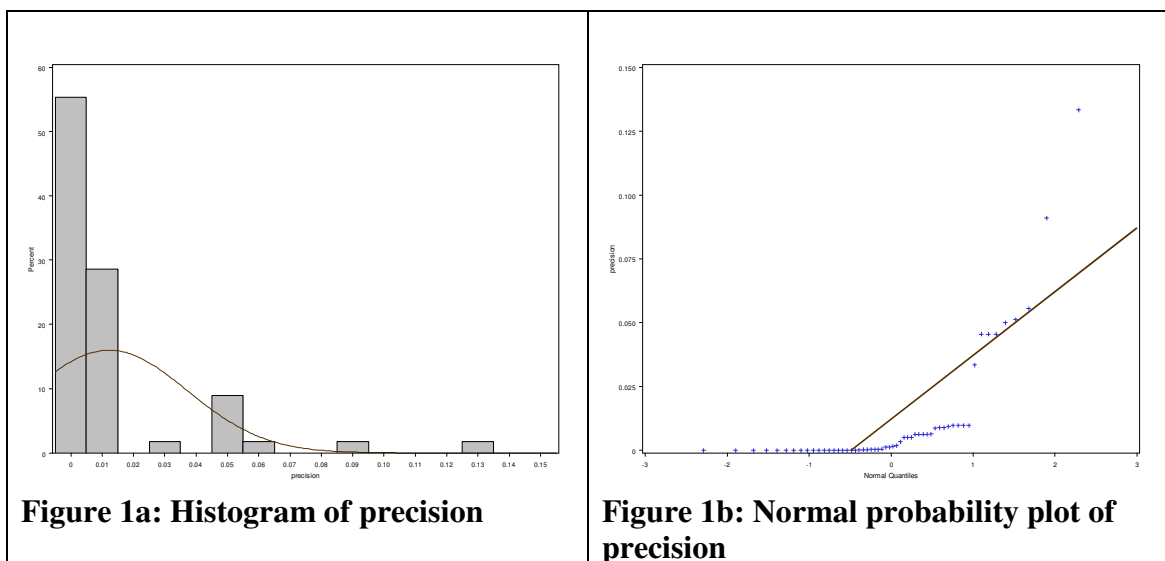 60
50
40
30
20
10
0
Percent
0 0.01 0.02 0.03 0.04 0.05 0.06 0.07 0.08 0.09 0.10 0.11 0.12 0.13 0.14 0.15
precision
Figure 1a: Histogram of precision
0.150
0.125
0.100
0.075
0.050
0.025
0
precision
-3 -2 -1 0 1 2 3
Normal Quantiles
Figure 1b: Normal probability plot of
precision